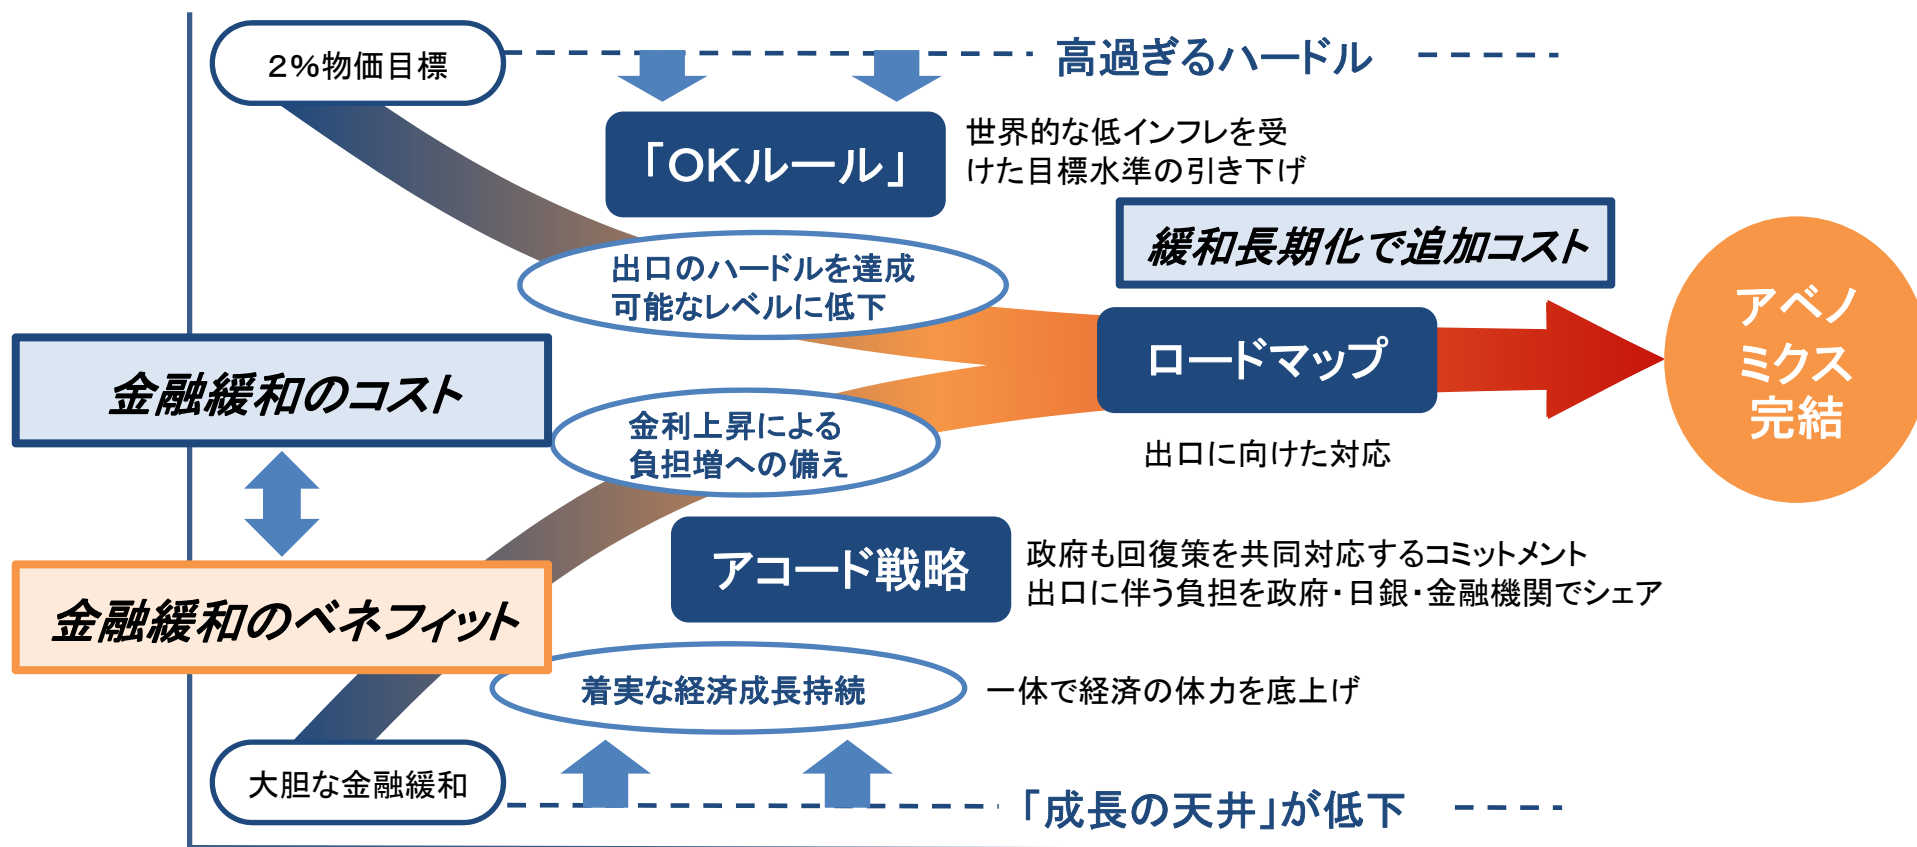 2%物価目標
高過ぎるハードル
「OKルール」
世界的な低インフレを受
けた目標水準の引き下げ
緩和長期化で追加コスト
出口のハードルを達成
可能なレベルに低下
アベノ
ミクス
完結
ロードマップ
金融緩和のコスト
金利上昇による
負担増への備え
出口に向けた対応
アコード戦略
政府も回復策を共同対応するコミットメント
出口に伴う負担を政府・日銀・金融機関でシェア
金融緩和のベネフィット
着実な経済成長持続
一体で経済の体力を底上げ
大胆な金融緩和
「成長の天井」が低下